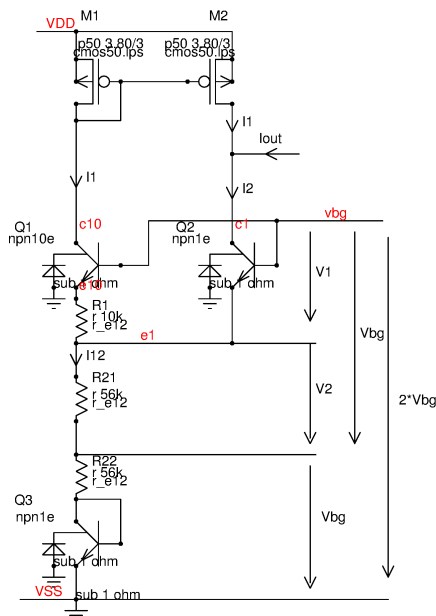 M1
M2
VDD
p50 3.80/3
cmos50.lps
p50 3.80/3
cmos50.lps
I1
Iout
I1
I2
c10
c1
vbg
Q1
npn10e
Q2
npn1e
sub 1 ohm
e10
sub 1 ohm
V1
R1
r 10k
r_e12
e1
Vbg
I12
R21
r 56k
r_e12
V2
2*Vbg
R22
r 56k
r_e12
Q3
npn1e
Vbg
sub 1 ohm
VSS
sub 1 ohm